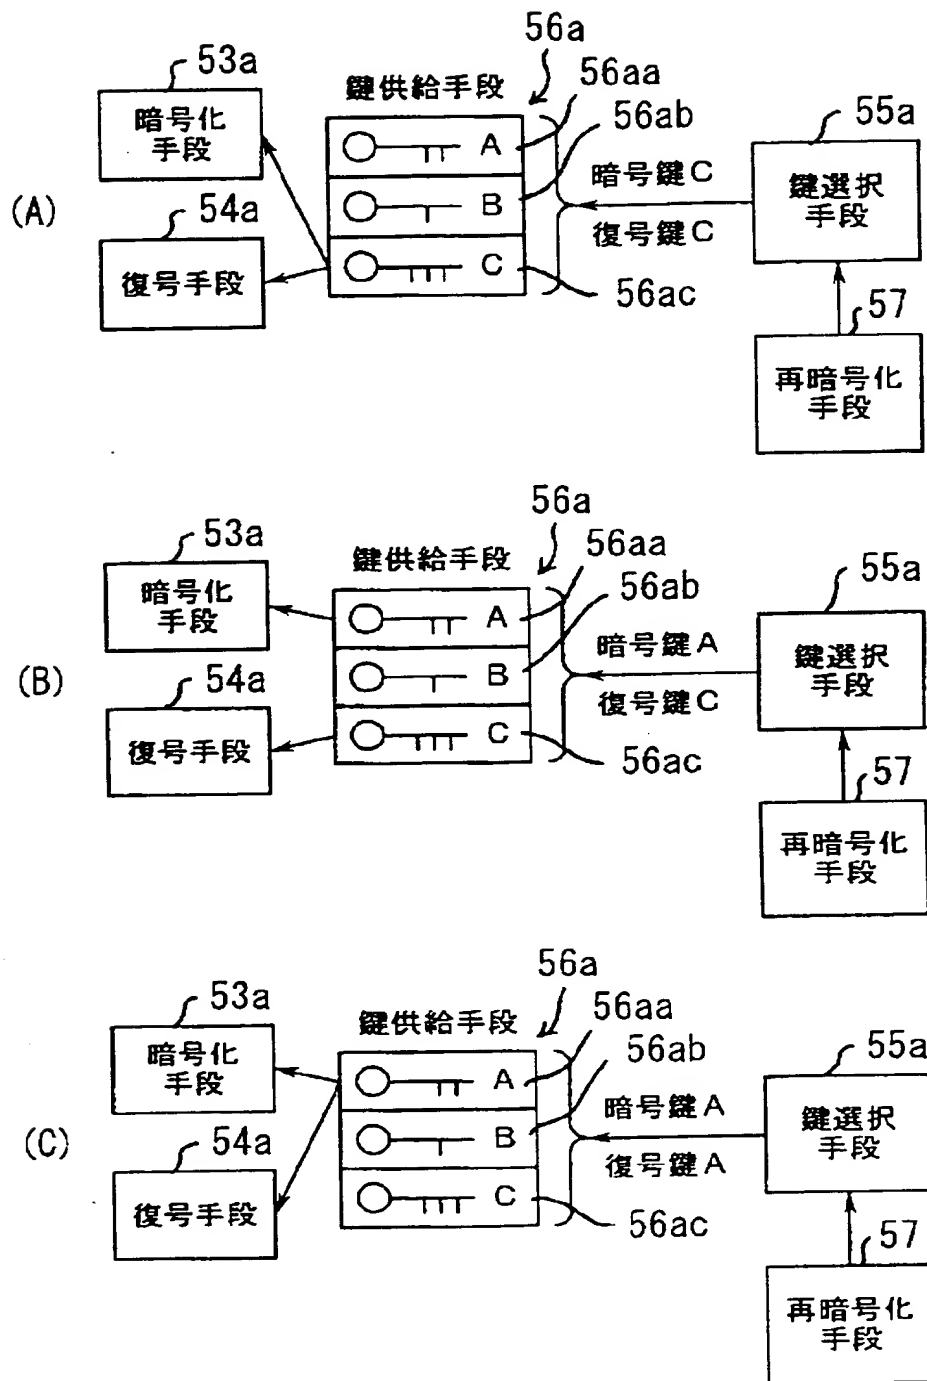 (A)
53a
暗号化
手段
54a
復号手段
鍵供給手段
56a
56aa
56ab
56ac
A
B
C
暗号鍵C
復号鍵C
55a
鍵選択
手段
57
再暗号化
手段
(B)
53a
暗号化
手段
54a
復号手段
鍵供給手段
56a
56aa
56ab
56ac
A
B
C
暗号鍵A
復号鍵C
55a
鍵選択
手段
57
再暗号化
手段
(C)
53a
暗号化
手段
54a
復号手段
鍵供給手段
56a
56aa
56ab
56ac
A
B
C
暗号鍵A
復号鍵A
55a
鍵選択
手段
57
再暗号化
手段